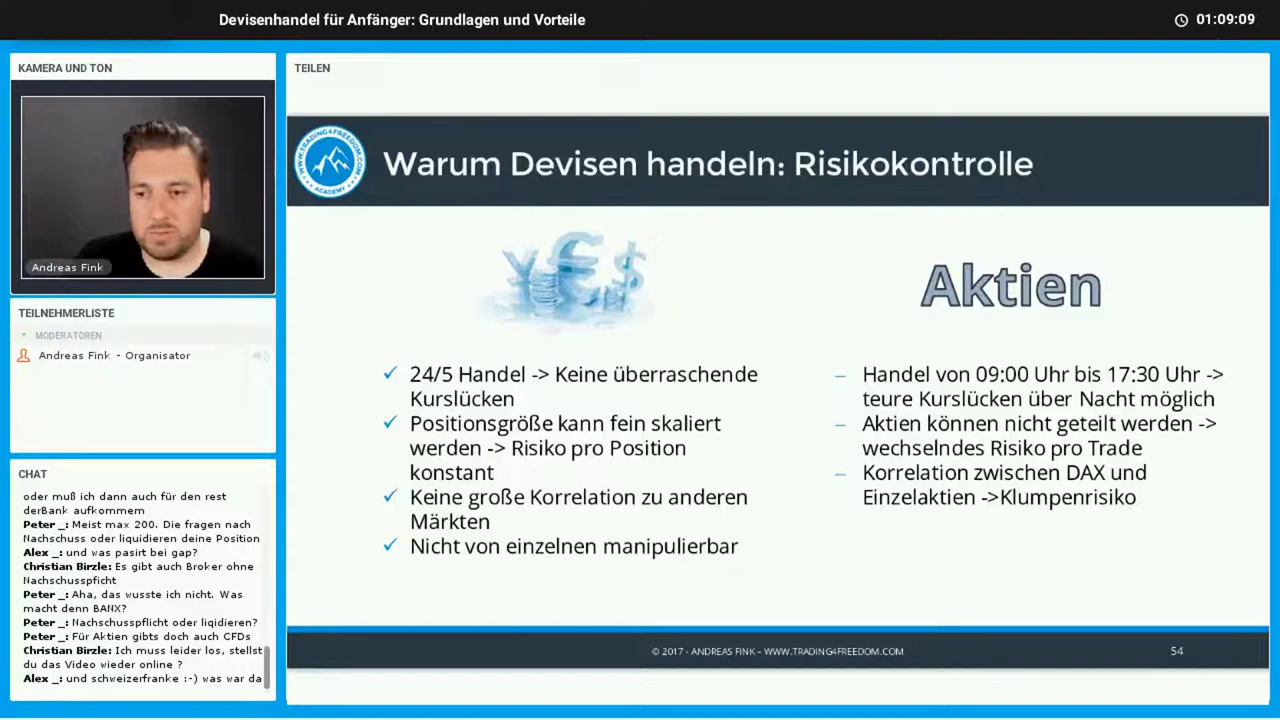 Devisenhandel für Anfänger: Grundlagen und Vorteile
01:09:09
KAMERA UND TON
Andreas Fink
TEILNEHMERLISTE
MODERATOREN
Andreas Fink - Organisator
CHAT
oder muß ich dann auch für den rest
derBank aufkommem
Peter _: Meist max 200. Die fragen nach
Nachschuss oder liquidieren deine Position
Alex _: und was pasirt bei gap?
Christian Birzle: Es gibt auch Broker ohne
Nachschusspficht
Peter _: Aha, das wusste ich nicht. Was
macht denn BANX?
Peter _: Nachschusspflicht oder liqidieren?
Peter _: Für Aktien gibts doch auch CFDs
Christian Birzle: Ich muss leider los, stellst
du das Video wieder online ?
Alex _: und schweizerfranke :-) was war da
TEILEN
WWW.TRADING4FREEDOM.COM
ACADEMY
Warum Devisen handeln: Risikokontrolle
¥€$
24/5 Handel -> Keine überraschende
Kurslücken
Positionsgröße kann fein skaliert
werden -> Risiko pro Position
konstant
Keine große Korrelation zu anderen
Märkten
Nicht von einzelnen manipulierbar
Aktien
Handel von 09:00 Uhr bis 17:30 Uhr ->
teure Kurslücken über Nacht möglich
Aktien können nicht geteilt werden ->
wechselndes Risiko pro Trade
Korrelation zwischen DAX und
Einzelaktien ->Klumpenrisiko
© 2017 - ANDREAS FINK – WWW.TRADING4FREEDOM.COM
54